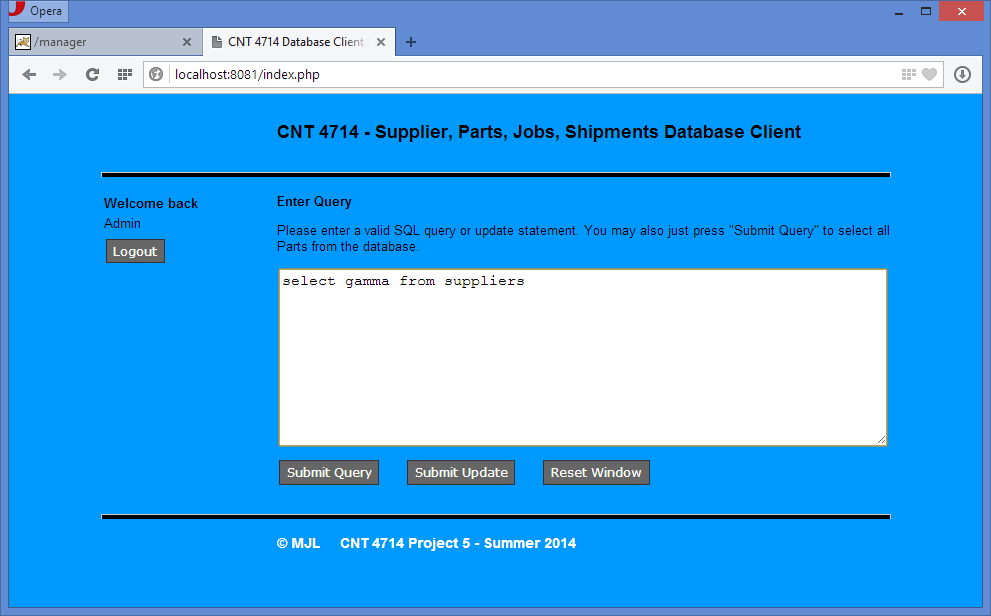 Opera
/manager
CNT 4714 Database Client
localhost:8081/index.php
CNT 4714 - Supplier, Parts, Jobs, Shipments Database Client
Welcome back
Admin
Logout
Enter Query
Please enter a valid SQL query or update statement. You may also just press "Submit Query" to select all
Parts from the database.
select gamma from suppliers
Submit Query
Submit Update
Reset Window
© MJL CNT 4714 Project 5 - Summer 2014